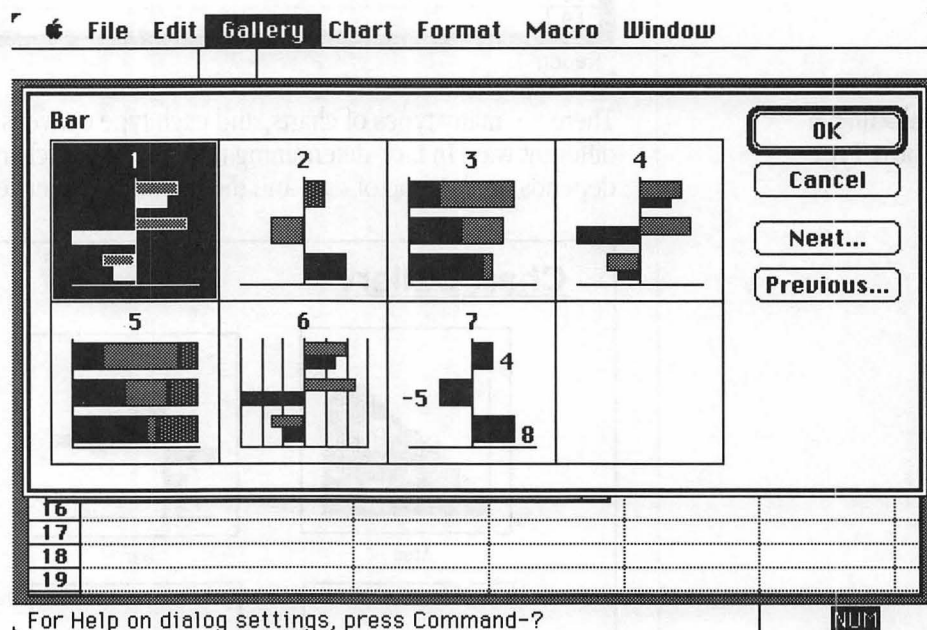 File Edit Gallery Chart Format Macro Window
Bar
OK
Cancel
Next...
Previous...
1 2 3 4
5 6 7
4
-5
8
16
17
18
19
For Help on dialog settings, press Command-?
NUM